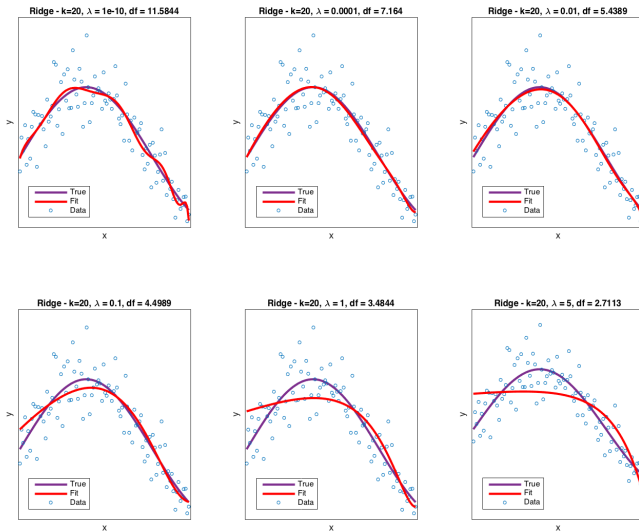 Ridge - k=20, λ = 1e-10, df = 11.5844
y
True
Fit
Data
x
Ridge - k=20, λ = 0.0001, df = 7.164
y
True
Fit
Data
x
Ridge - k=20, λ = 0.01, df = 5.4389
y
True
Fit
Data
x
Ridge - k=20, λ = 0.1, df = 4.4989
y
True
Fit
Data
x
Ridge - k=20, λ = 1, df = 3.4844
y
True
Fit
Data
x
Ridge - k=20, λ = 5, df = 2.7113
y
True
Fit
Data
x